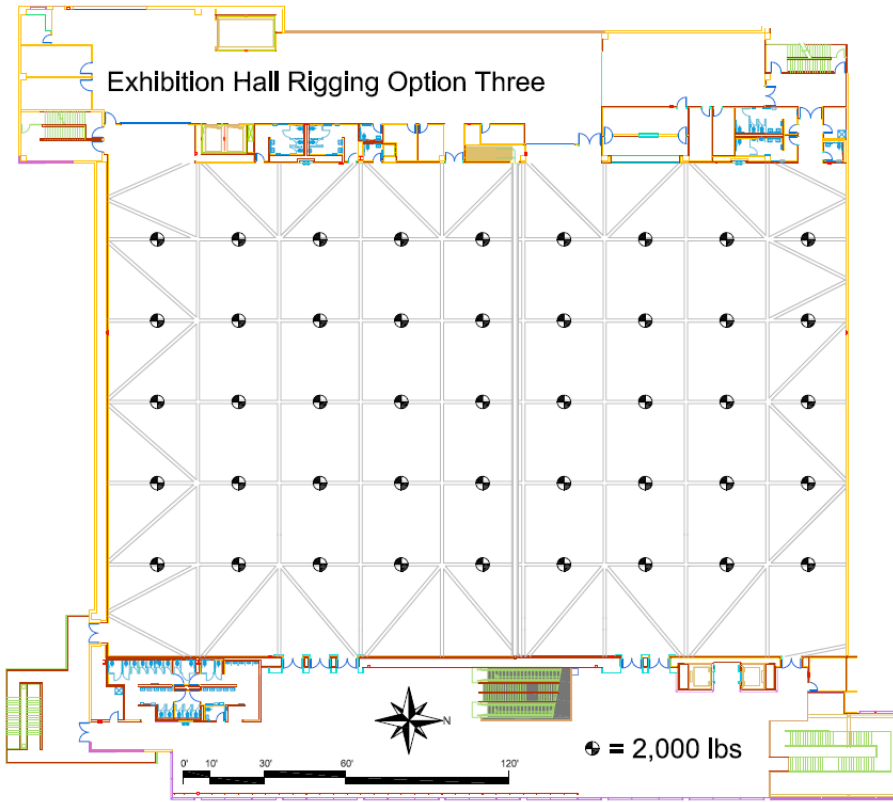 Exhibition Hall Rigging Option Three
N
= 2,000 lbs
0' 10' 30' 60' 120'